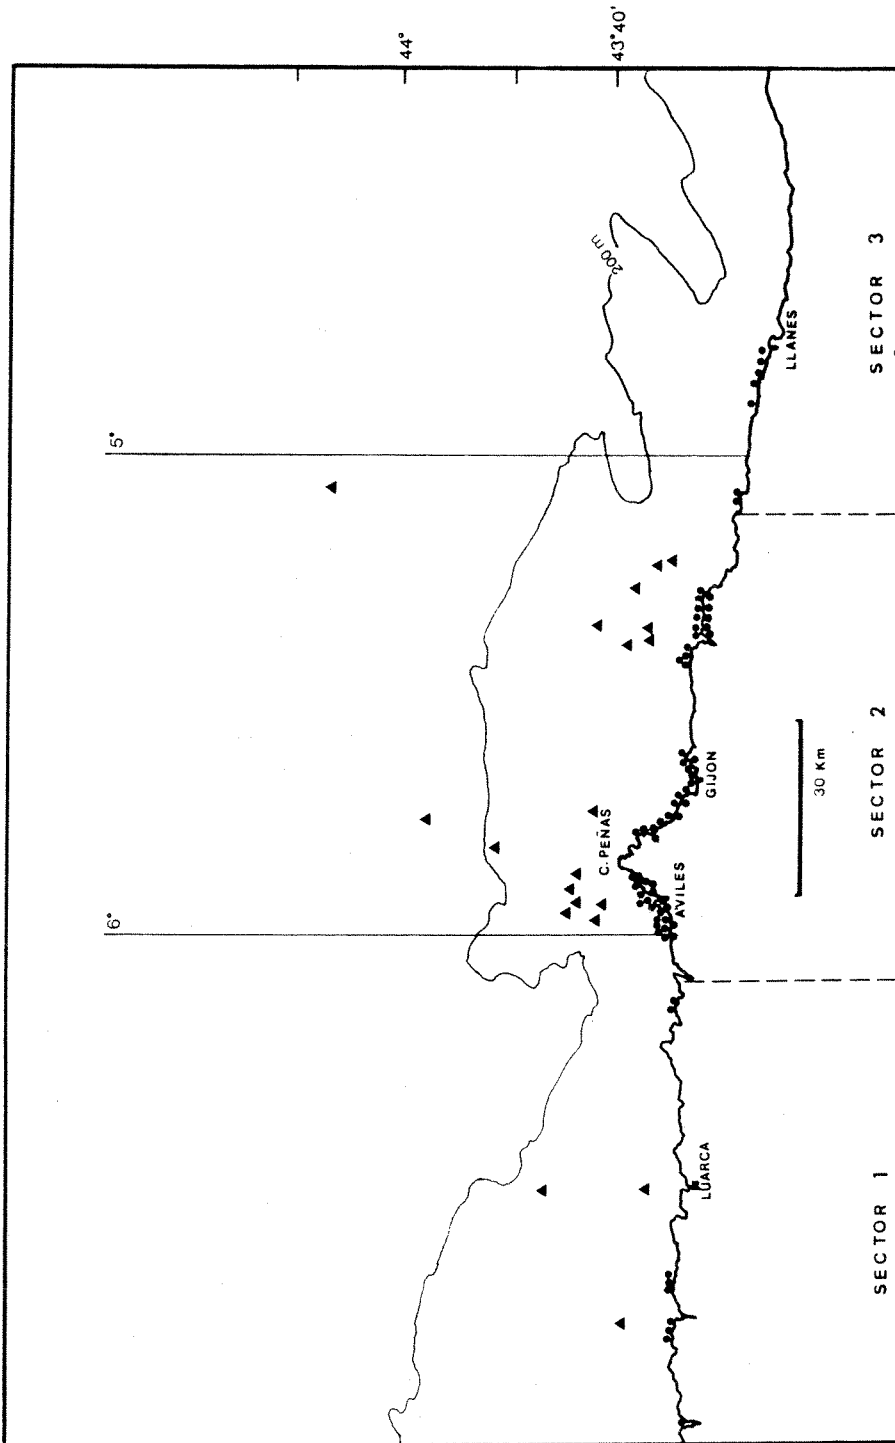 44°
43°40'
5°
6°
200 m
C. PEÑAS
LUARCA
AVILES
GIJON
LLANES
30 Km
SECTOR 1
SECTOR 2
SECTOR 3